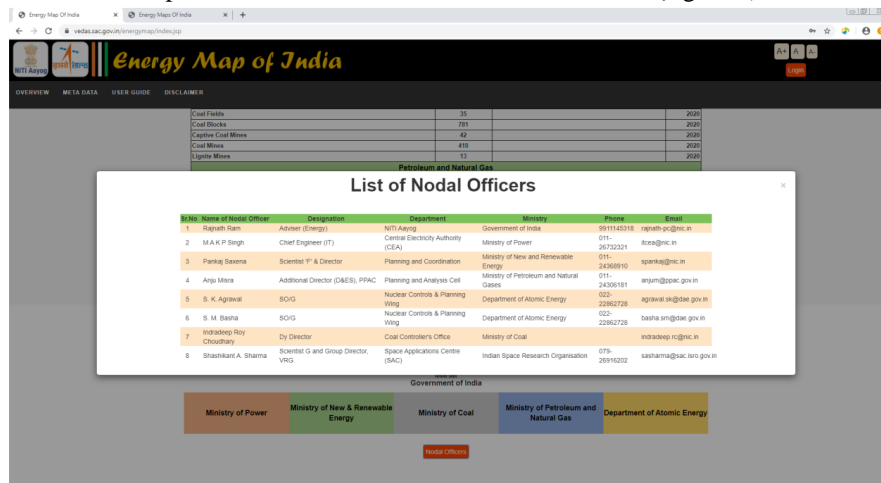 Energy Map Of India
Energy Maps Of India
vedas.sac.gov.in/energymap/index.jsp
NITI Aayog
Energy Map of India
A+ A A-
Login
OVERVIEW META DATA USER GUIDE DISCLAIMER
Coal Fields 35 2020
Coal Blocks 781 2020
Captive Coal Mines 42 2020
Coal Mines 418 2020
Lignite Mines 13 2020
Petroleum and Natural Gas
List of Nodal Officers
×
Sr.No Name of Nodal Officer Designation Department Ministry Phone Email
1 Rajnath Ram Adviser (Energy) NITI Aayog Government of India 9911145318 rajnath-pc@nic.in
2 M A K P Singh Chief Engineer (IT) Central Electricity Authority (CEA) Ministry of Power 011-26732321 itcea@nic.in
3 Pankaj Saxena Scientist 'F' & Director Planning and Coordination Ministry of New and Renewable Energy 011-24368910 spankaj@nic.in
4 Anju Misra Additional Director (D&ES), PPAC Planning and Analysis Cell Ministry of Petroleum and Natural Gases 011-24306181 anjum@ppac.gov.in
5 S. K. Agrawal SO/G Nuclear Controls & Planning Wing Department of Atomic Energy 022-22862728 agrawal.sk@dae.gov.in
6 S. M. Basha SO/G Nuclear Controls & Planning Wing Department of Atomic Energy 022-22862728 basha.sm@dae.gov.in
7 Indradeep Roy Choudhary Dy Director Coal Controller's Office Ministry of Coal indradeep.rc@nic.in
8 Shashikant A. Sharma Scientist G and Group Director, VRG Space Applications Centre (SAC) Indian Space Research Organisation 079-26916202 sasharma@sac.isro.gov.in
Government of India
Ministry of Power
Ministry of New & Renewable Energy
Ministry of Coal
Ministry of Petroleum and Natural Gas
Department of Atomic Energy
Nodal Officers